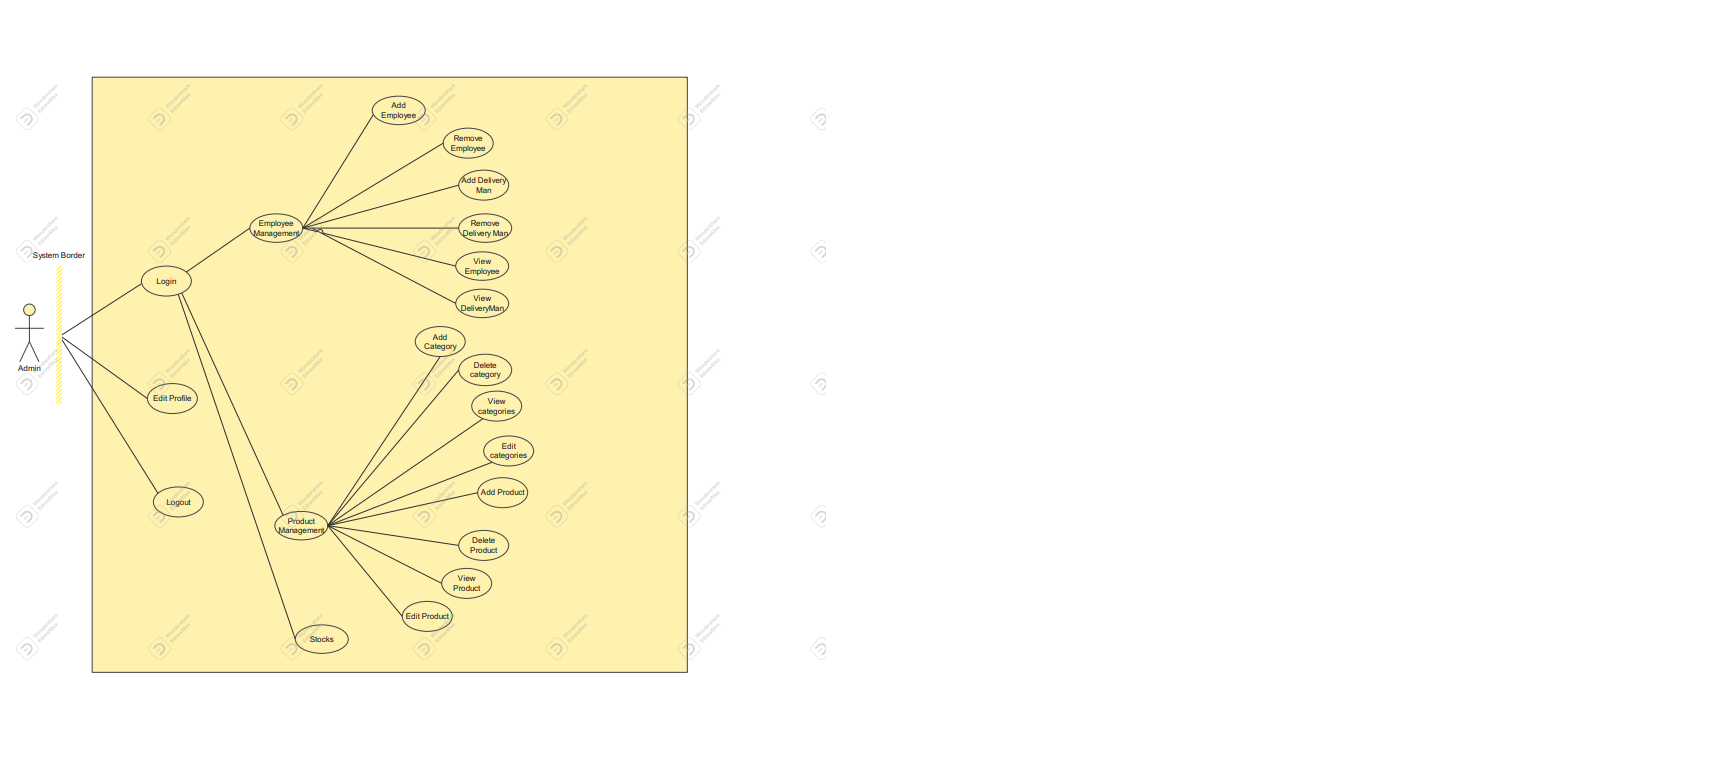 Add
Employee
Remove
Employee
Add Delivery
Man
Employee
Management
Remove
Delivery Man
View
Employee
View
DeliveryMan
System Border
Login
Admin
Edit Profile
Logout
Add
Category
Delete
category
View
categories
Edit
categories
Add Product
Product
Management
Delete
Product
View
Product
Edit Product
Stocks
Wondershare
EdrawMax